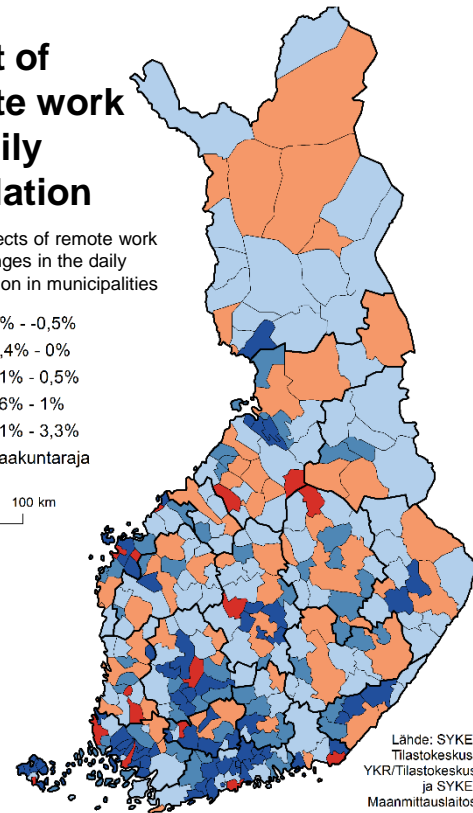 t of
te work
ily
lation
ects of remote work
nges in the daily
ion in municipalities
% - -0,5%
,4% - 0%
1% - 0,5%
6% - 1%
1% - 3,3%
aakuntaraja
100 km
Lähde: SYKE
Tilastokeskus
YKR/Tilastokeskus
ja SYKE
Maanmittauslaitos